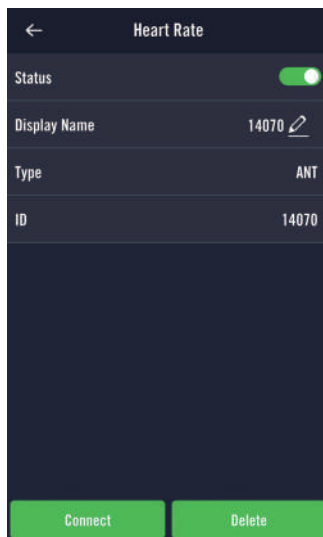 Heart Rate
Status
Display Name 14070
Type ANT
ID 14070
Connect Delete